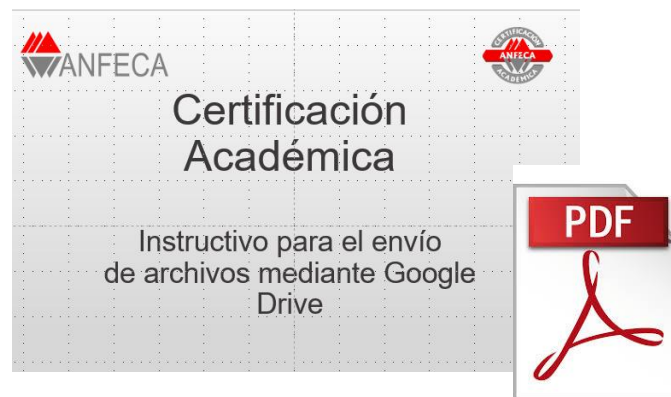 ANFECA
CERTIFICACIÓN
ANFECA
ACADÉMICA
Certificación
Académica
Instructivo para el envío
de archivos mediante Google
Drive
PDF